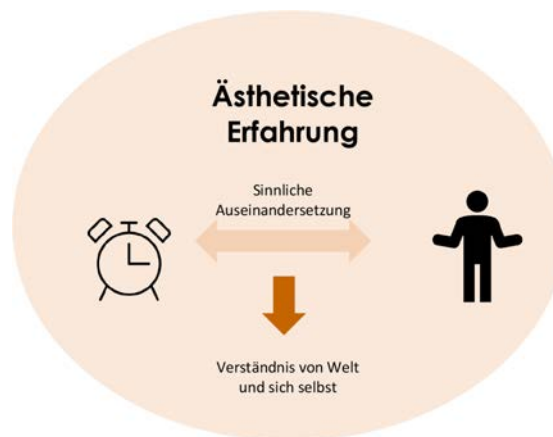 Ästhetische
Erfahrung
Sinnliche
Auseinandersetzung
Verständnis von Welt
und sich selbst